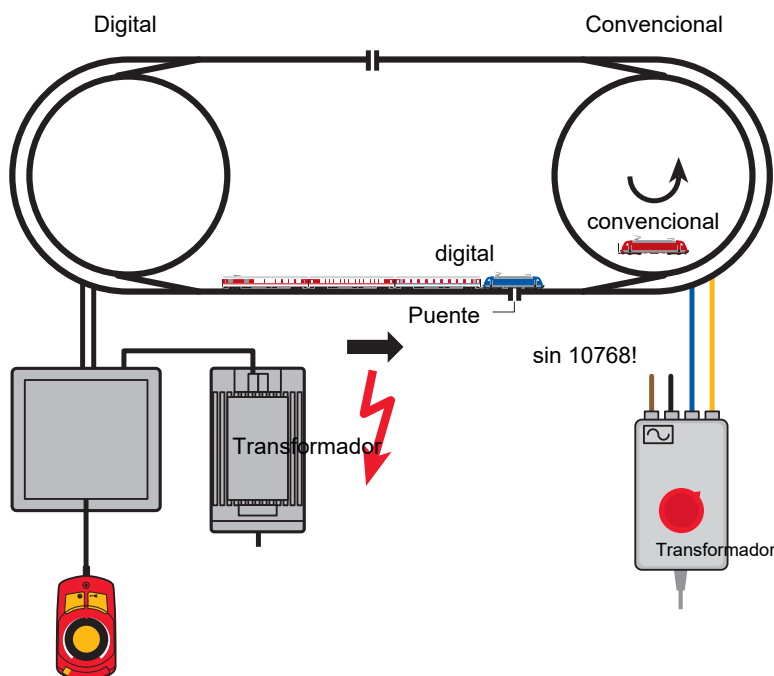 Digital
Convencional
convencional
digital
Puente
sin 10768!
Transformador
Transformador